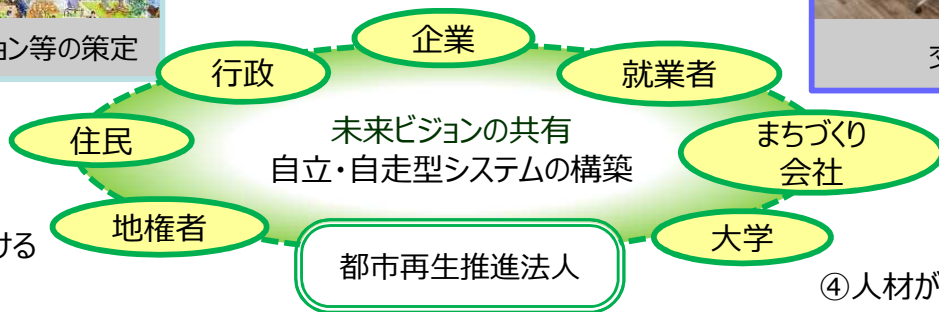 ョン等の策定
企業
行政
就業者
交
住民
未来ビジョンの共有
自立・自走型システムの構築
まちづくり
会社
地権者
大学
ける
都市再生推進法人
④人材が